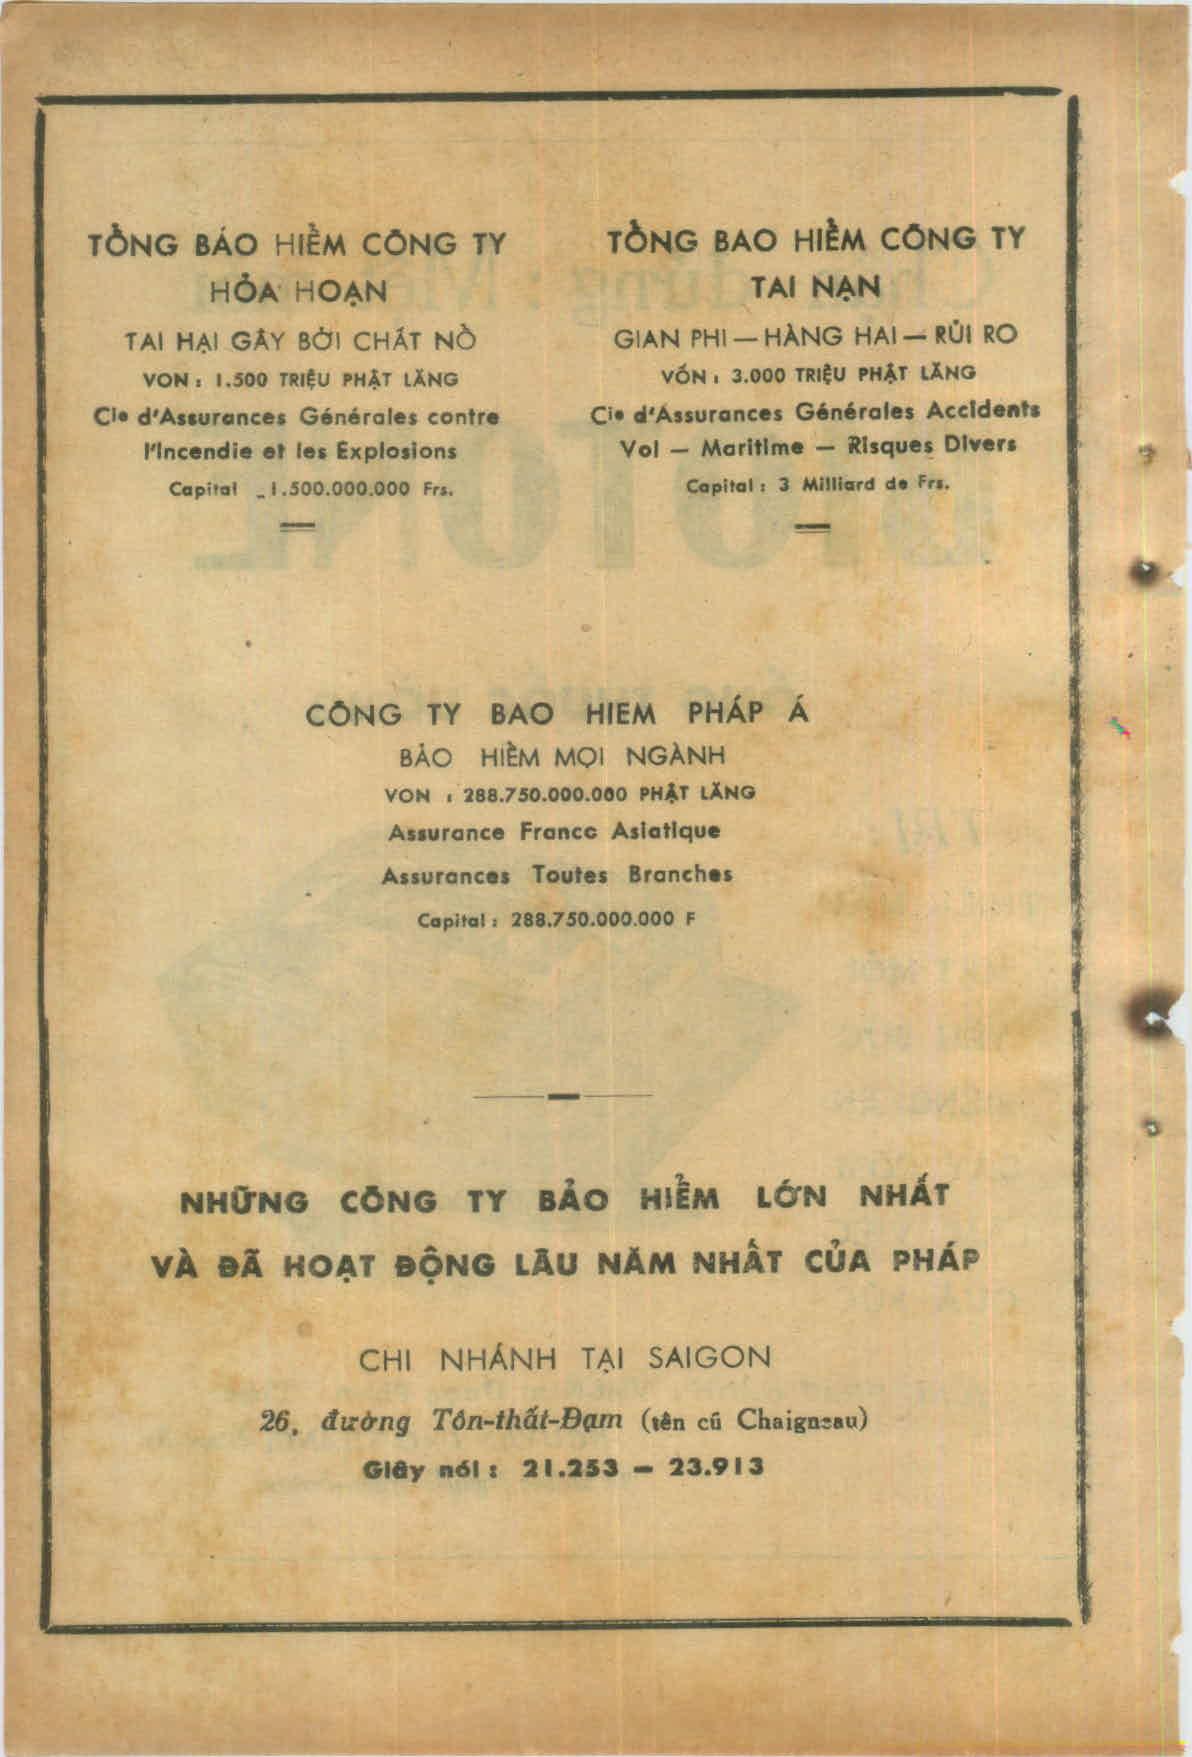 TỔNG BÁO HIỂM CÔNG TY
HỎA HOẠN
TAI HẠI GÂY BỞI CHẤT NỔ
VON : 1.500 TRIỆU PHẬT LĂNG
Cie d'Assurances Générales contre
l'Incendie et les Explosions
Capital 1.500.000.000 Frs.
TỔNG BAO HIỂM CÔNG TY
TAI NẠN
GIAN PHI — HÀNG HAI — RỦI RO
VỐN : 3.000 TRIỆU PHẬT LĂNG
Cie d'Assurances Générales Accidents
Vol — Maritime — Risques Divers
Capital : 3 Milliard de Frs.
CÔNG TY BAO HIEM PHÁP Á
BẢO HIỂM MỌI NGÀNH
VON : 288.750.000.000 PHẬT LĂNG
Assurance Franco Asiatique
Assurances Toutes Branches
Capital : 288.750.000.000 F
NHỮNG CÔNG TY BẢO HIỂM LỚN NHẤT
VÀ ĐÃ HOẠT ĐỘNG LÂU NĂM NHẤT CỦA PHÁP
CHI NHÁNH TẠI SAIGON
26, đường Tôn-thất-Đạm (tên cũ Chaigneau)
Giây nói : 21.253 — 23.913